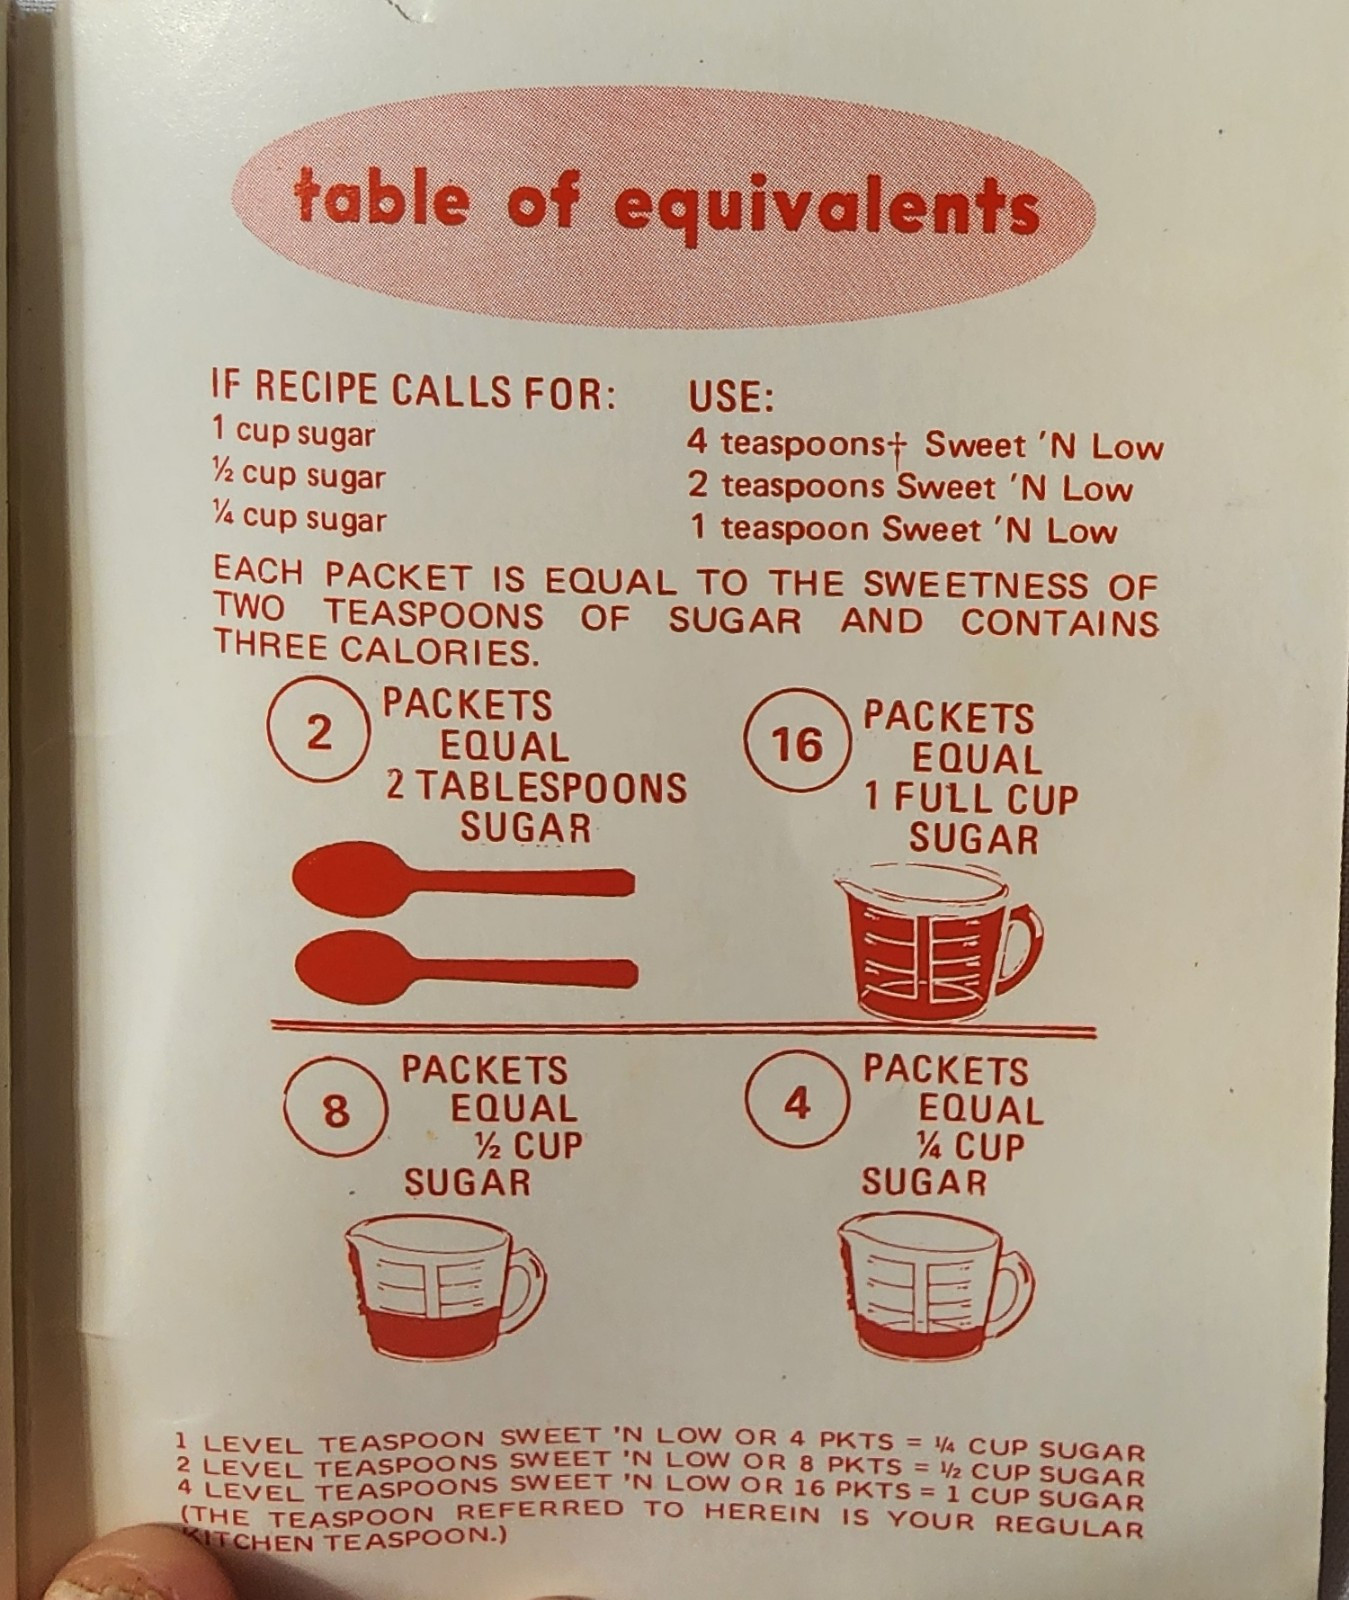 table of equivalents
IF RECIPE CALLS FOR: USE:
1 cup sugar 4 teaspoons† Sweet 'N Low
½ cup sugar 2 teaspoons Sweet 'N Low
¼ cup sugar 1 teaspoon Sweet 'N Low
EACH PACKET IS EQUAL TO THE SWEETNESS OF
TWO TEASPOONS OF SUGAR AND CONTAINS
THREE CALORIES.
2 PACKETS
EQUAL
2 TABLESPOONS
SUGAR
16 PACKETS
EQUAL
1 FULL CUP
SUGAR
8 PACKETS
EQUAL
½ CUP
SUGAR
4 PACKETS
EQUAL
¼ CUP
SUGAR
1 LEVEL TEASPOON SWEET 'N LOW OR 4 PKTS = ¼ CUP SUGAR
2 LEVEL TEASPOONS SWEET 'N LOW OR 8 PKTS = ½ CUP SUGAR
4 LEVEL TEASPOONS SWEET 'N LOW OR 16 PKTS = 1 CUP SUGAR
(THE TEASPOON REFERRED TO HEREIN IS YOUR REGULAR
KITCHEN TEASPOON.)